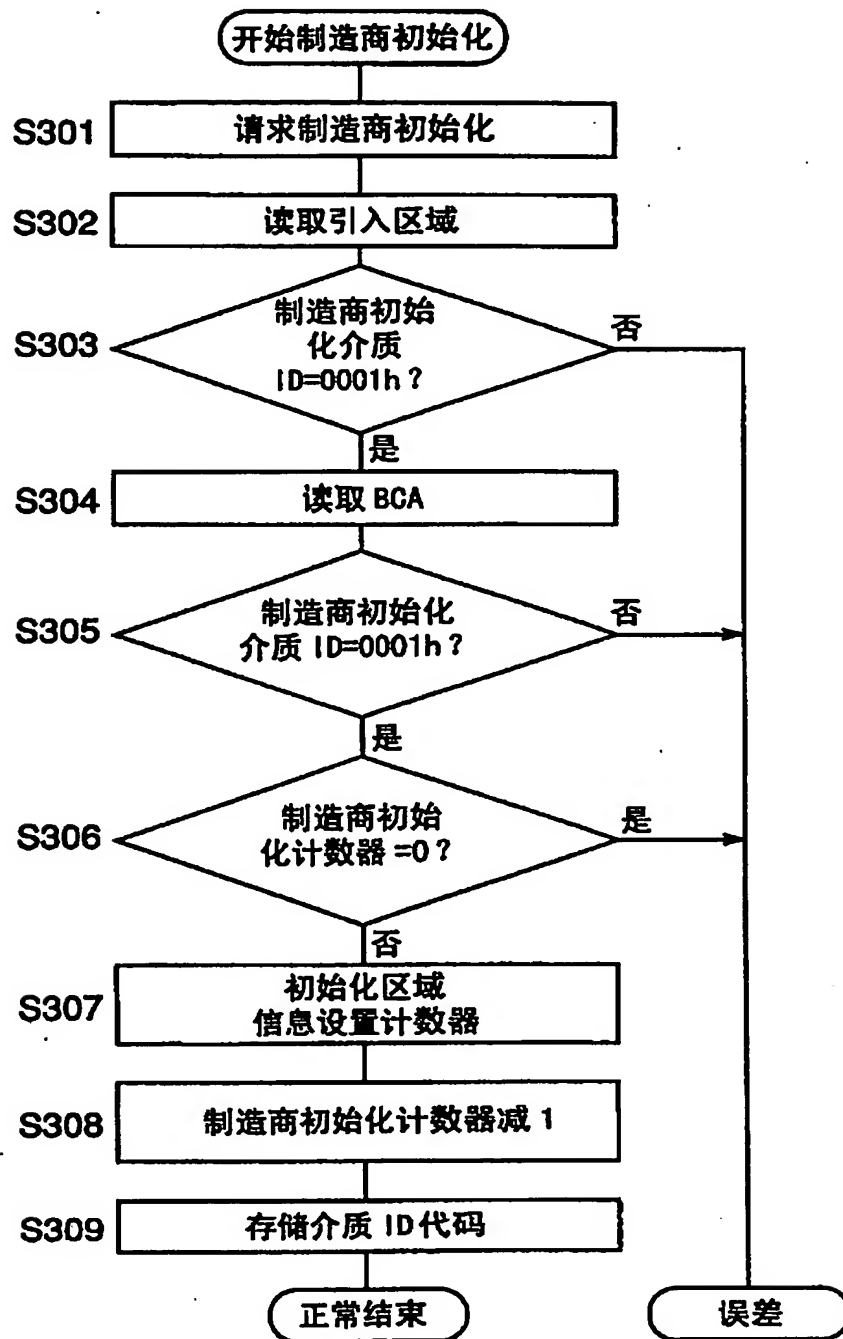 开始制造商初始化
S301
请求制造商初始化
S302
读取引入区域
S303
制造商初始
化介质
ID=0001h?
否
是
S304
读取 BCA
S305
制造商初始化
介质 ID=0001h?
否
是
S306
制造商初始
化计数器=0?
是
否
S307
初始化区域
信息设置计数器
S308
制造商初始化计数器减 1
S309
存储介质 ID代码
正常结束
误差